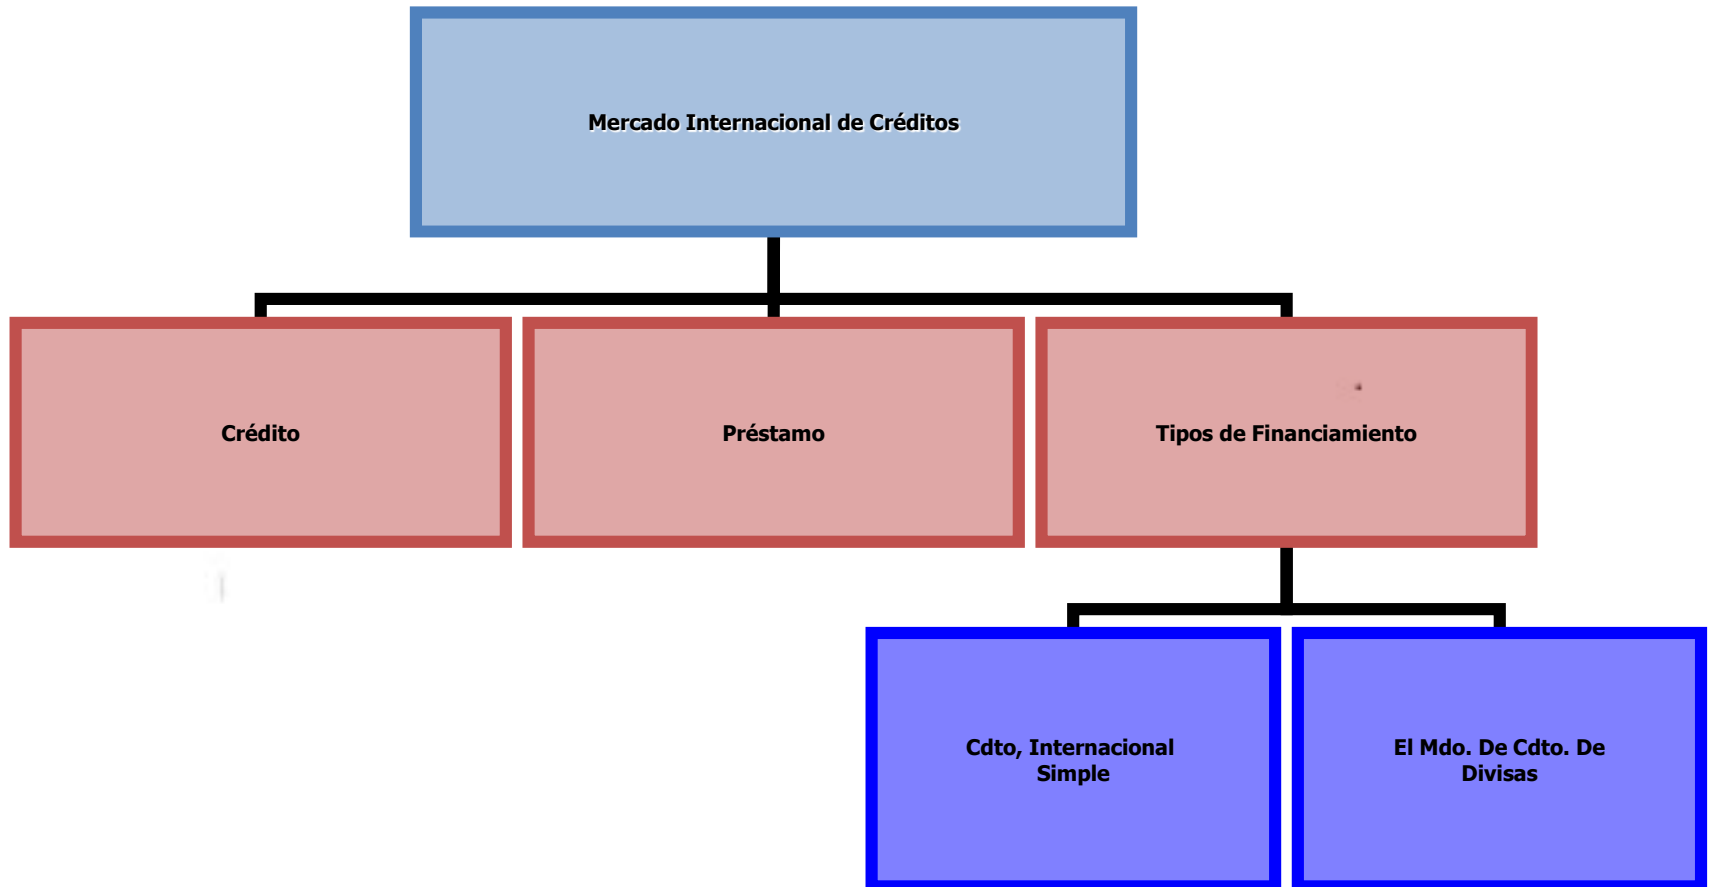 Mercado Internacional de Créditos
Crédito
Préstamo
Tipos de Financiamiento
Cdto, Internacional
Simple
El Mdo. De Cdto. De
Divisas